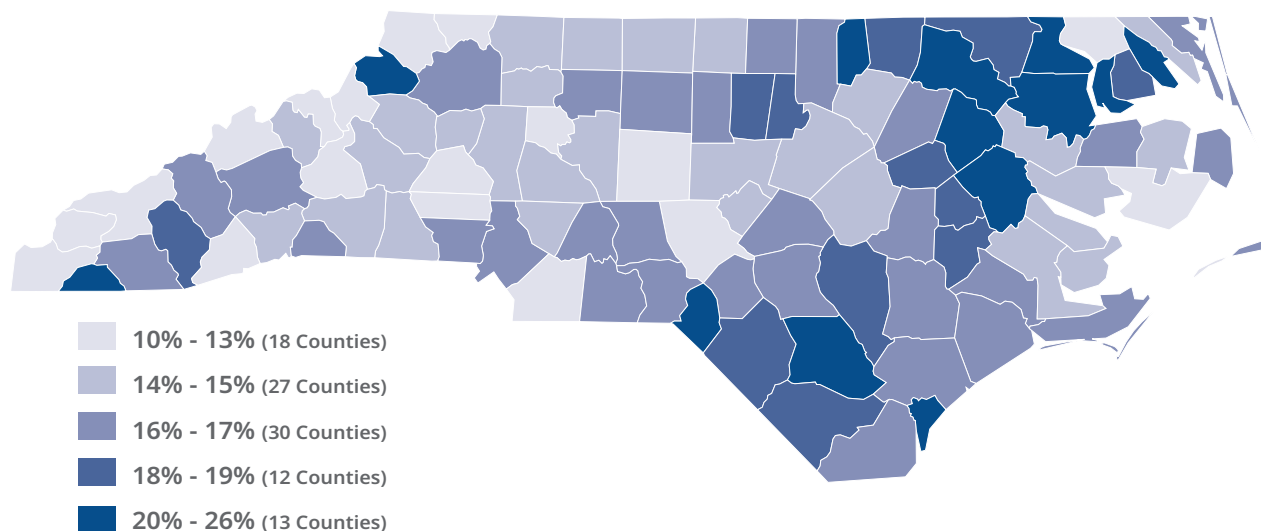 10% - 13% (18 Counties)
14% - 15% (27 Counties)
16% - 17% (30 Counties)
18% - 19% (12 Counties)
20% - 26% (13 Counties)